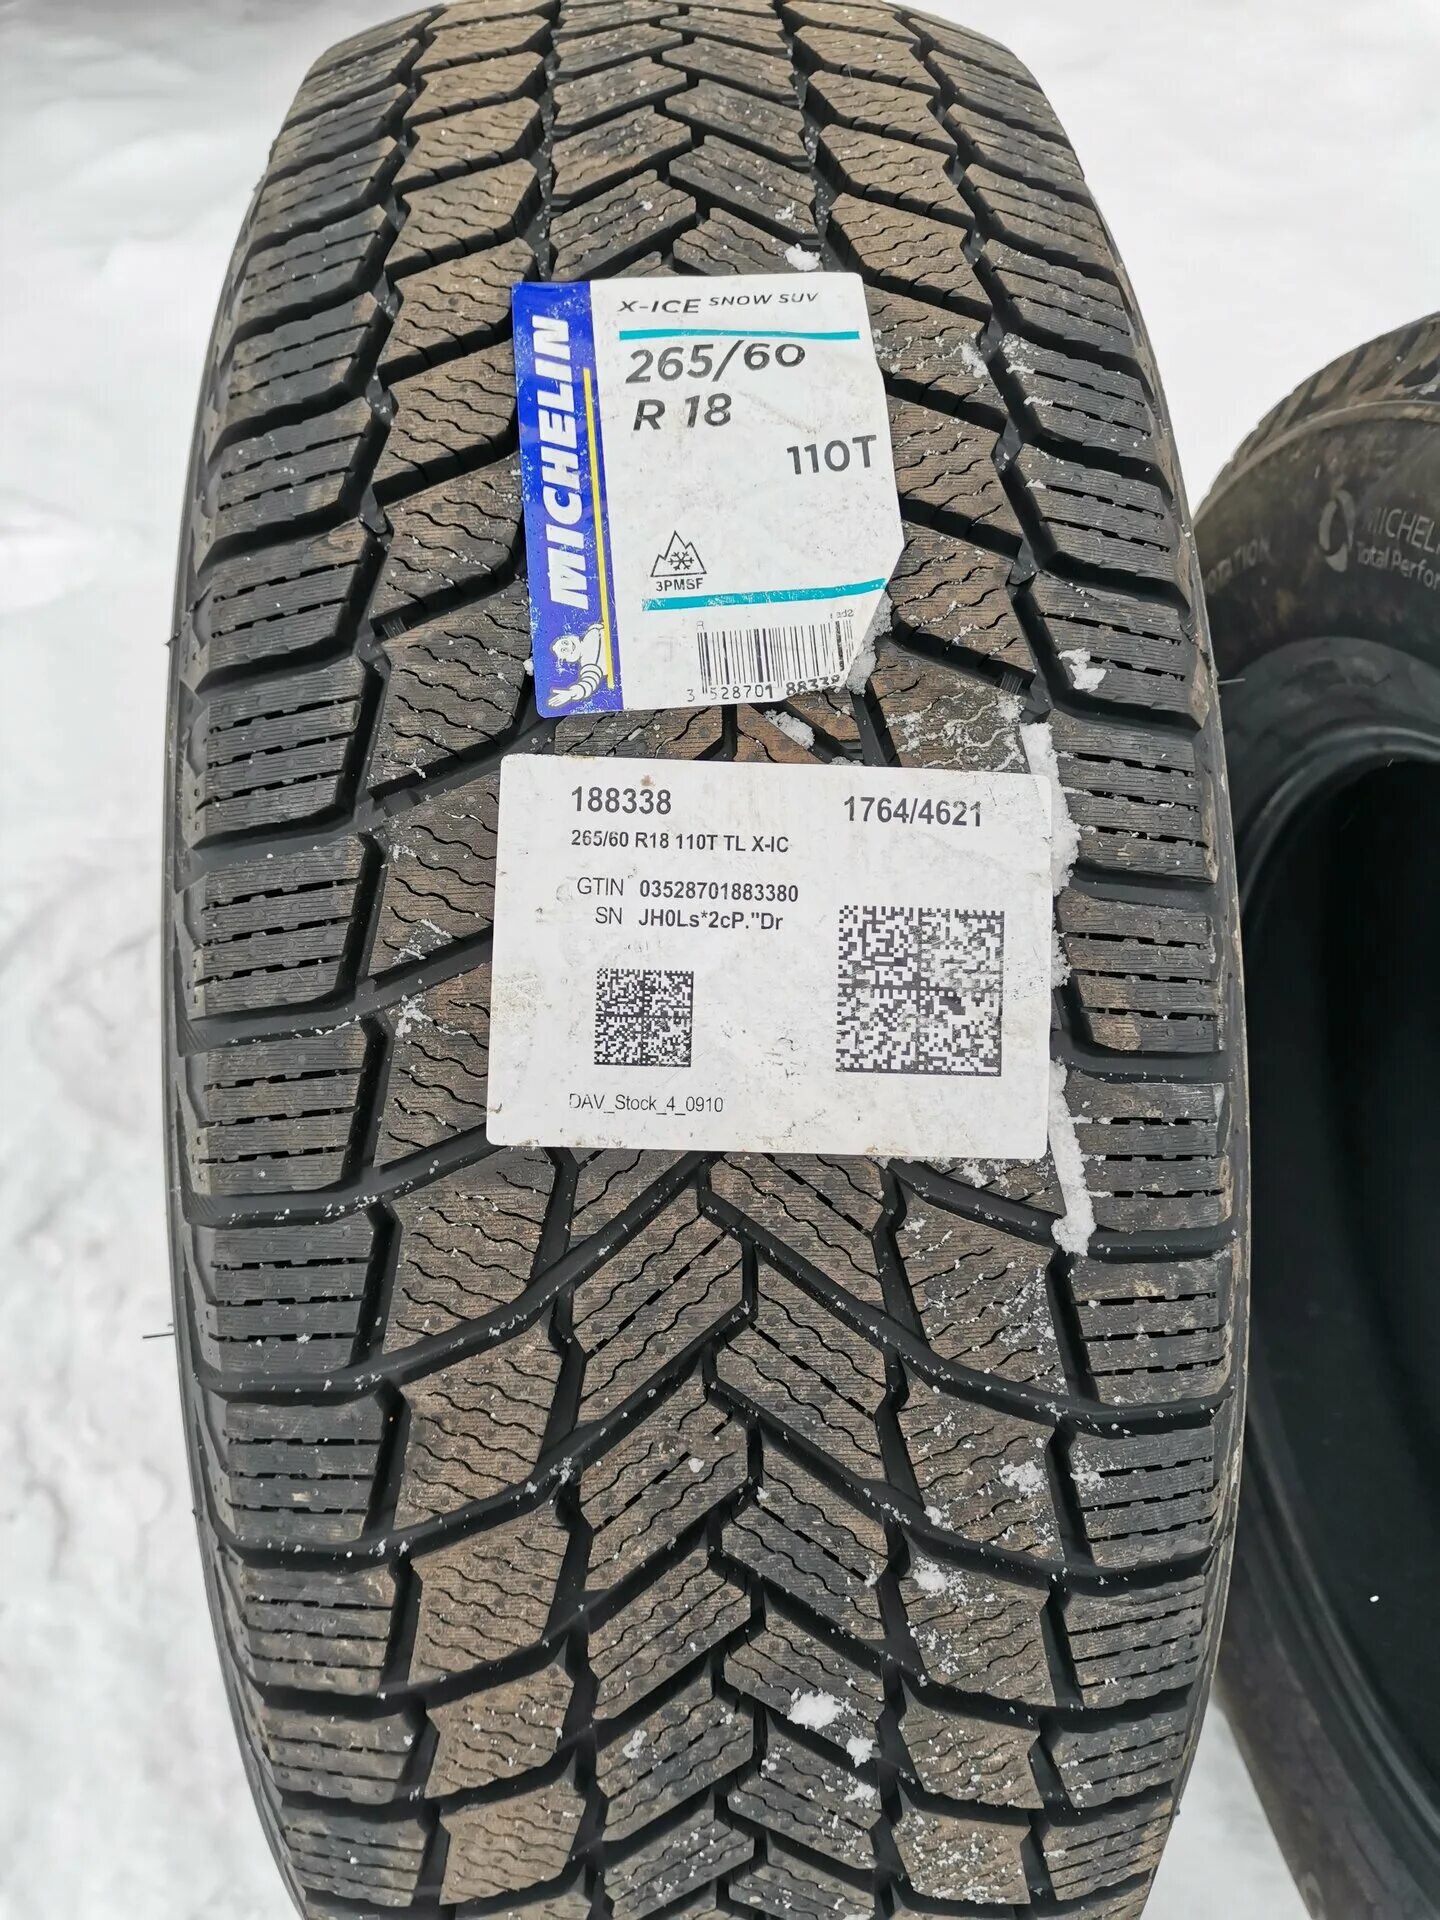 MICHELIN
X-ICE SNOW SUV
265/60
R 18
110T
3PMSF
3 528701 88338
188338
1764/4621
265/60 R18 110T TL X-IC
GTIN 03528701883380
SN JH0Ls*2cP."Dr
DAV_Stock_4_0910
Total